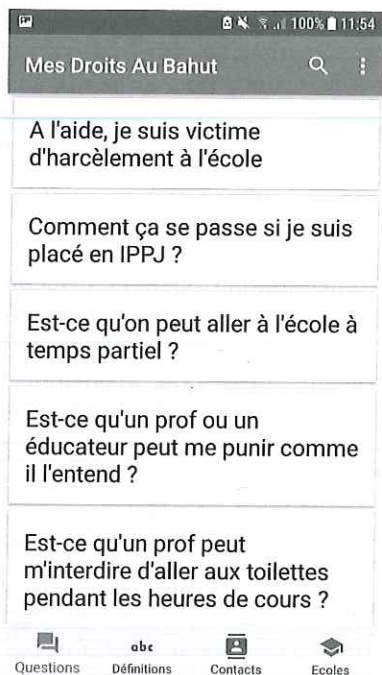 100% 11:54
Mes Droits Au Bahut
A l'aide, je suis victime
d'harcèlement à l'école
Comment ça se passe si je suis
placé en IPPJ ?
Est-ce qu'on peut aller à l'école à
temps partiel ?
Est-ce qu'un prof ou un
éducateur peut me punir comme
il l'entend ?
Est-ce qu'un prof peut
m'interdire d'aller aux toilettes
pendant les heures de cours ?
abc
Questions Définitions Contacts Ecoles